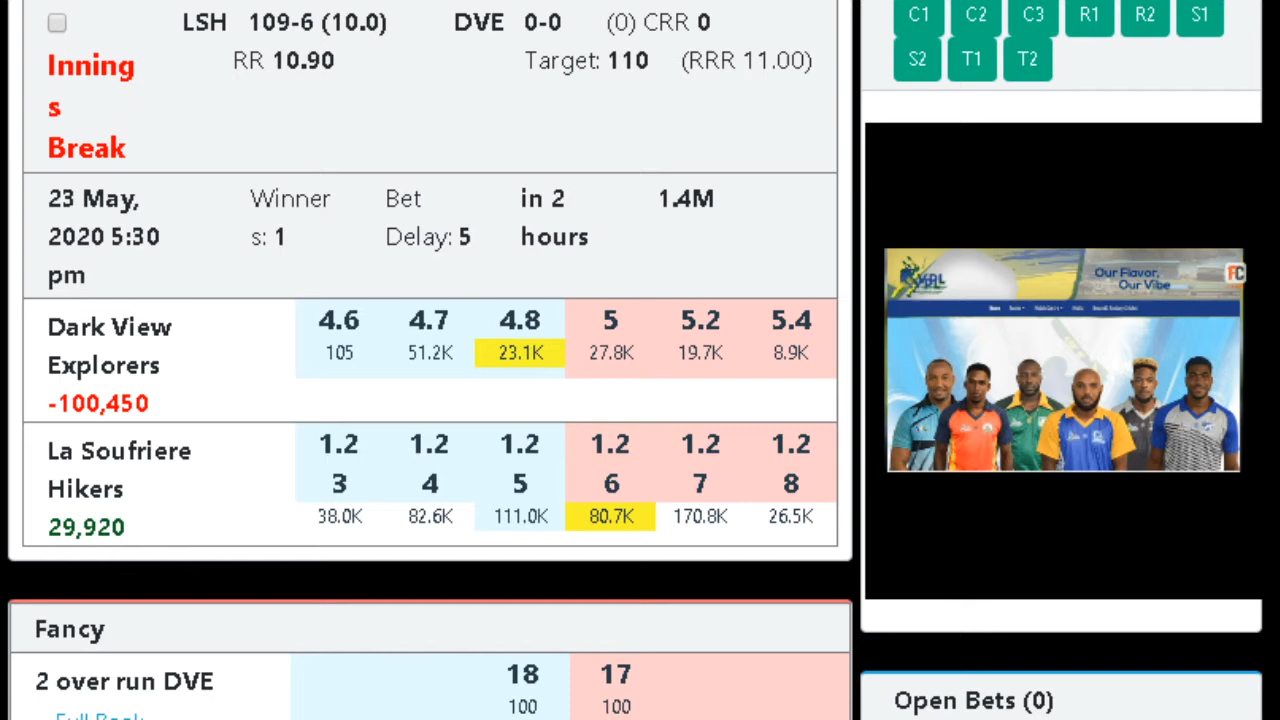 LSH 109-6 (10.0) DVE 0-0 (0) CRR 0
RR 10.90 Target: 110 (RRR 11.00)
Inning
s
Break
23 May, Winner Bet in 2 1.4M
2020 5:30 s: 1 Delay: 5 hours
pm
Dark View 4.6 4.7 4.8 5 5.2 5.4
Explorers 105 51.2K 23.1K 27.8K 19.7K 8.9K
-100,450
La Soufriere 1.2 1.2 1.2 1.2 1.2 1.2
Hikers 3 4 5 6 7 8
29,920 38.0K 82.6K 111.0K 80.7K 170.8K 26.5K
Fancy
2 over run DVE 18 17
100 100
Full Book
C1 C2 C3 R1 R2 S1
S2 T1 T2
VPL
Our Flavor,
Our Vibe
FC
Open Bets (0)